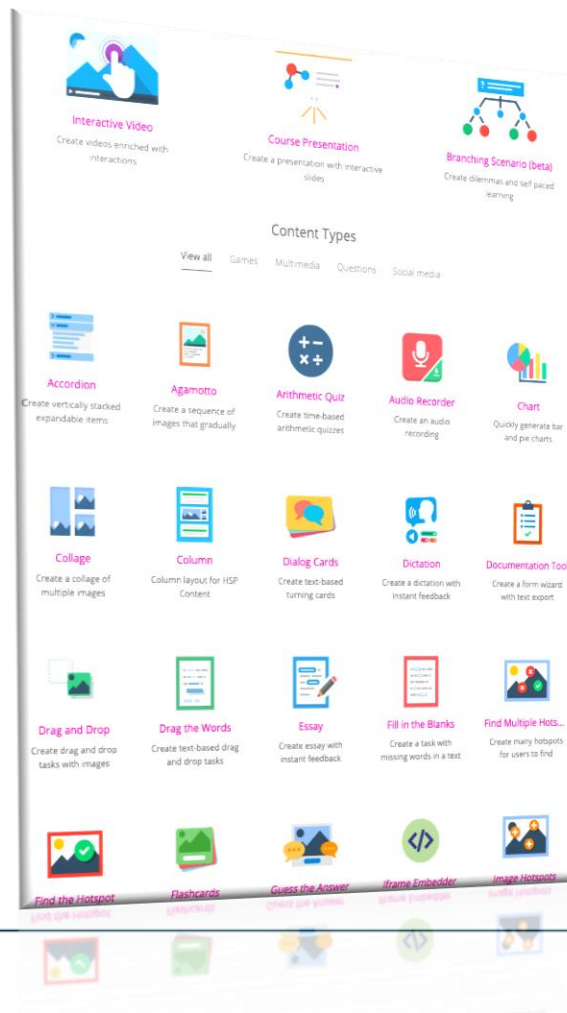 Interactive Video
Create videos enriched with
interactions
Course Presentation
Create a presentation with interactive
slides
Branching Scenario (beta)
Create dilemmas and self paced
learning
Content Types
View all Games Multimedia Questions Social media
Accordion
Create vertically stacked
expandable items
Agamotto
Create a sequence of
images that gradually
Arithmetic Quiz
Create time-based
arithmetic quizzes
Audio Recorder
Create an audio
recording
Chart
Quickly generate bar
and pie charts
Collage
Create a collage of
multiple images
Column
Column layout for H5P
Content
Dialog Cards
Create text-based
turning cards
Dictation
Create a dictation with
instant feedback
Documentation Tool
Create a form wizard
with text export
Drag and Drop
Create drag and drop
tasks with images
Drag the Words
Create text-based drag
and drop tasks
Essay
Create essay with
instant feedback
Fill in the Blanks
Create a task with
missing words in a text
Find Multiple Hots...
Create many hotspots
for users to find
Find the Hotspot
Flashcards
Guess the Answer
Iframe Embedder
Image Hotspots